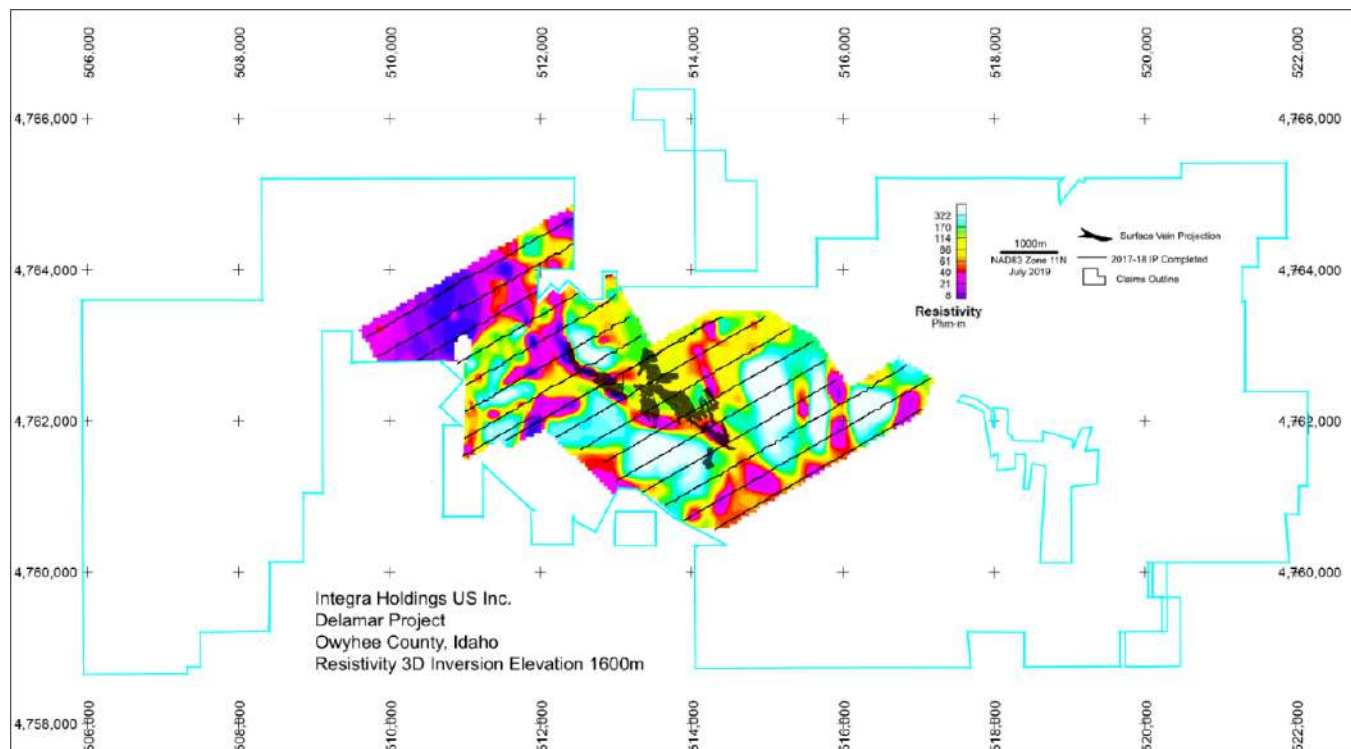 506,000 508,000 510,000 512,000 514,000 516,000 518,000 520,000 522,000
4,766,000 4,766,000
322
170
114
86
61
40
21
8
Resistivity
Phm-m
1000m
NAD83 Zone 11N
July 2019
Surface Vein Projection
2017-18 IP Completed
Claims Outline
4,764,000 4,764,000
4,762,000 4,762,000
4,760,000 4,760,000
Integra Holdings US Inc.
Delamar Project
Owyhee County, Idaho
Resistivity 3D Inversion Elevation 1600m
4,758,000 4,758,000
506,000 508,000 510,000 512,000 514,000 516,000 518,000 520,000 522,000